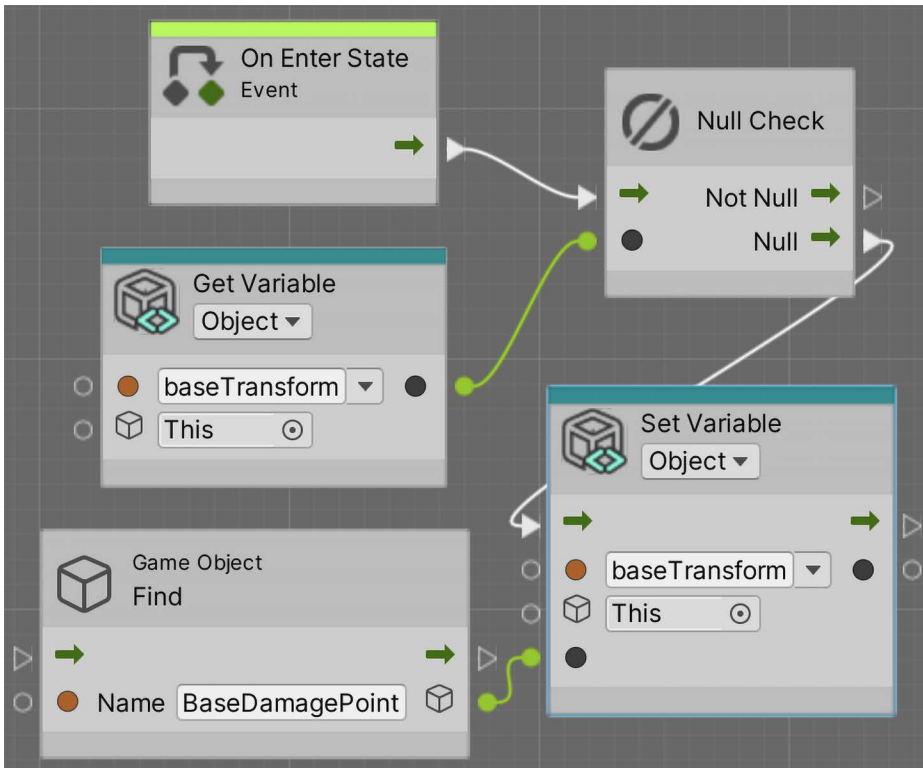 On Enter State
Event
Null Check
Not Null
Null
Get Variable
Object
baseTransform
This
Set Variable
Object
baseTransform
This
Game Object
Find
Name BaseDamagePoint